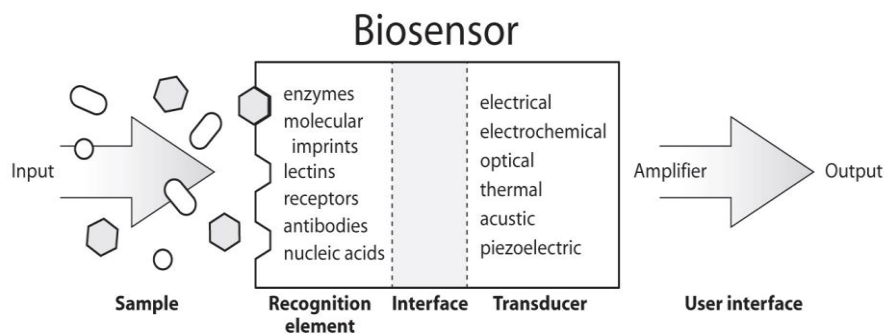 Biosensor
Input
enzymes
molecular
imprints
lectins
receptors
antibodies
nucleic acids
electrical
electrochemical
optical
thermal
acustic
piezoelectric
Amplifier
Output
Sample
Recognition
element
Interface
Transducer
User interface